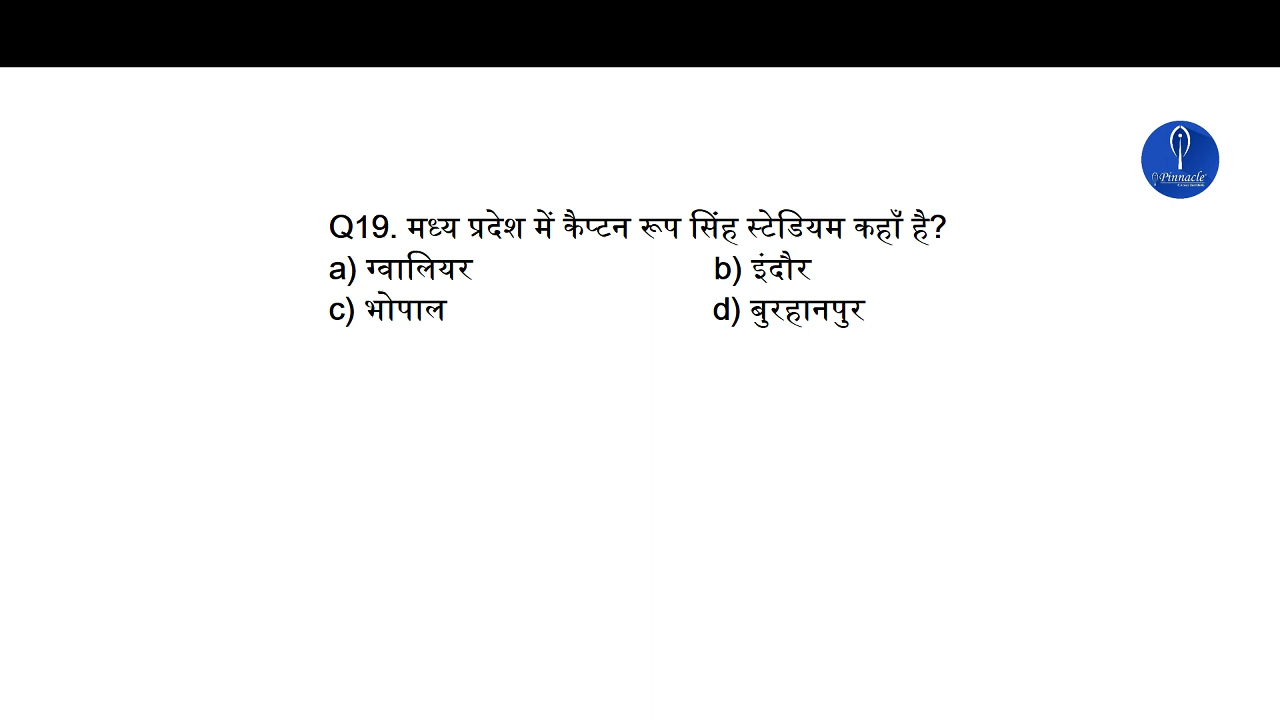 Pinnacle
Q19. मध्य प्रदेश में कैप्टन रूप सिंह स्टेडियम कहाँ है?
a) ग्वालियर b) इंदौर
c) भोपाल d) बुरहानपुर